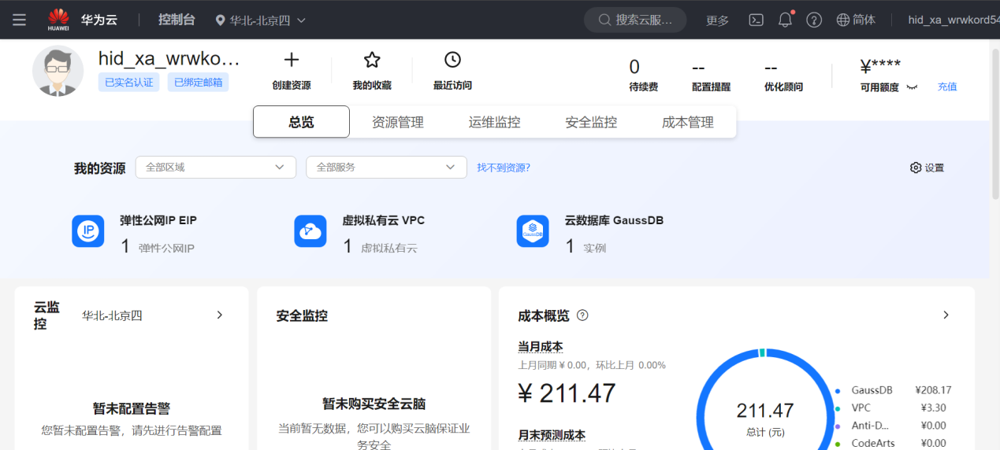 HUAWEI
华为云
控制台
华北-北京四
搜索云服...
更多
简体
hid_xa_wrwkord54
hid_xa_wrwko...
已实名认证
已绑定邮箱
创建资源
我的收藏
最近访问
0
待续费
--
配置提醒
--
优化顾问
¥****
可用额度
充值
总览
资源管理
运维监控
安全监控
成本管理
我的资源
全部区域
全部服务
找不到资源?
设置
IP
弹性公网IP EIP
1 弹性公网IP
虚拟私有云 VPC
1 虚拟私有云
GaussDB
云数据库 GaussDB
1 实例
云监
控
华北-北京四
暂未配置告警
您暂未配置告警，请先进行告警配置
安全监控
暂未购买安全云脑
当前暂无数据，您可以购买云脑保证业
务安全
成本概览
当月成本
上月同期 ¥ 0.00，环比上月 0.00%
¥ 211.47
月末预测成本
211.47
总计 (元)
GaussDB ¥208.17
VPC ¥3.30
Anti-D... ¥0.00
CodeArts ¥0.00